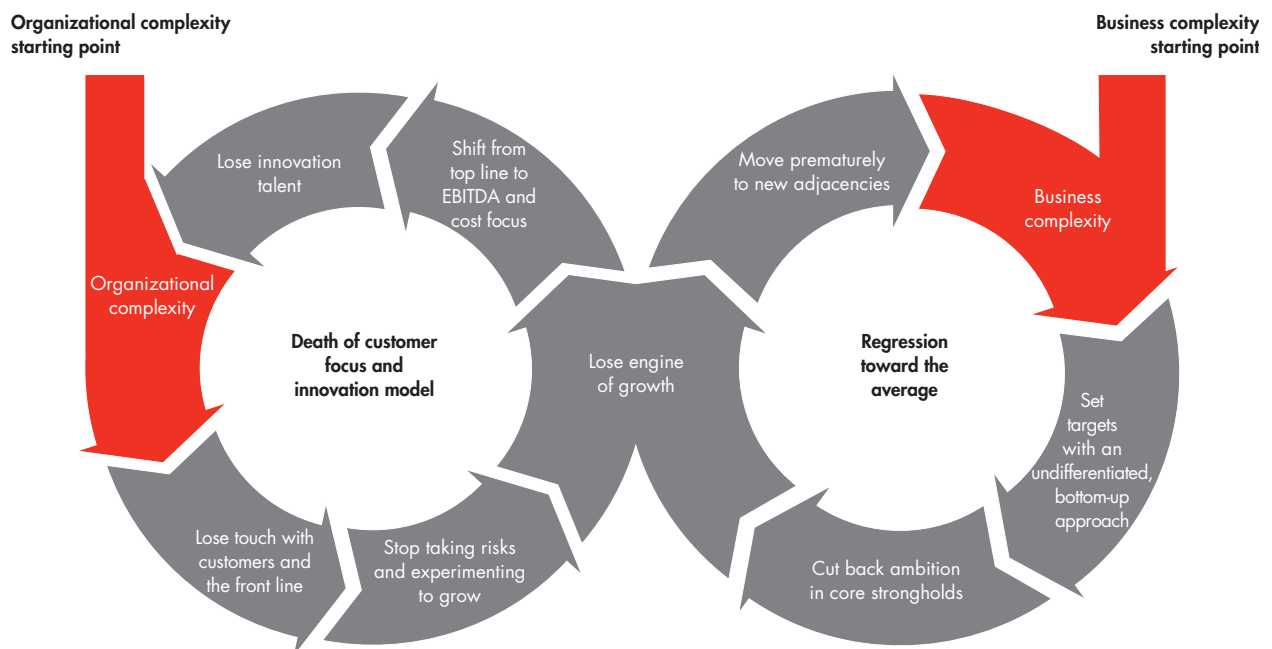 Organizational complexity
starting point
Business complexity
starting point
Lose innovation
talent
Shift from
top line to
EBITDA and
cost focus
Move prematurely
to new adjacencies
Business
complexity
Organizational
complexity
Death of customer
focus and
innovation model
Lose engine
of growth
Regression
toward the
average
Set
targets
with an
undifferentiated,
bottom-up
approach
Lose touch with
customers and
the front line
Stop taking risks
and experimenting
to grow
Cut back ambition
in core strongholds